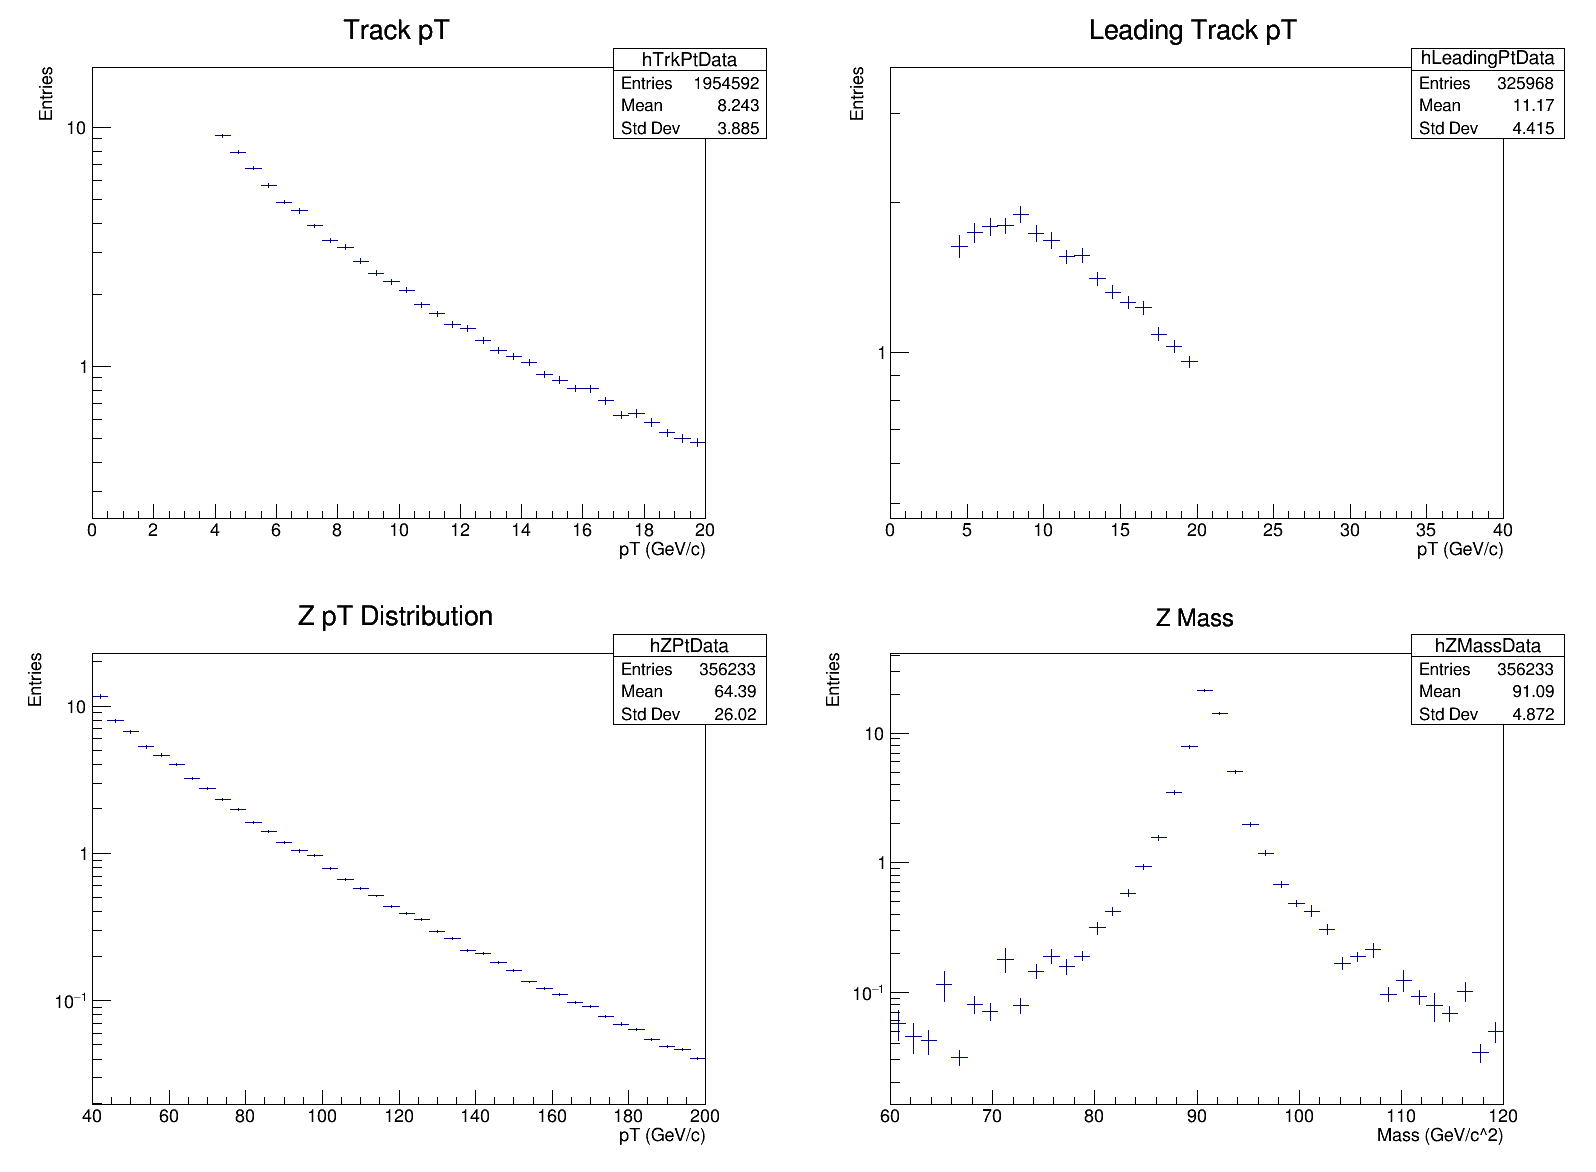 Track pT
hTrkPtData
Entries 1954592
Mean 8.243
Std Dev 3.885
Entries
10
1
0 2 4 6 8 10 12 14 16 18 20
pT (GeV/c)
Leading Track pT
hLeadingPtData
Entries 325968
Mean 11.17
Std Dev 4.415
Entries
1
0 5 10 15 20 25 30 35 40
pT (GeV/c)
Z pT Distribution
hZPtData
Entries 356233
Mean 64.39
Std Dev 26.02
Entries
10
1
10⁻¹
40 60 80 100 120 140 160 180 200
pT (GeV/c)
Z Mass
hZMassData
Entries 356233
Mean 91.09
Std Dev 4.872
Entries
10
1
10⁻¹
60 70 80 90 100 110 120
Mass (GeV/c^2)